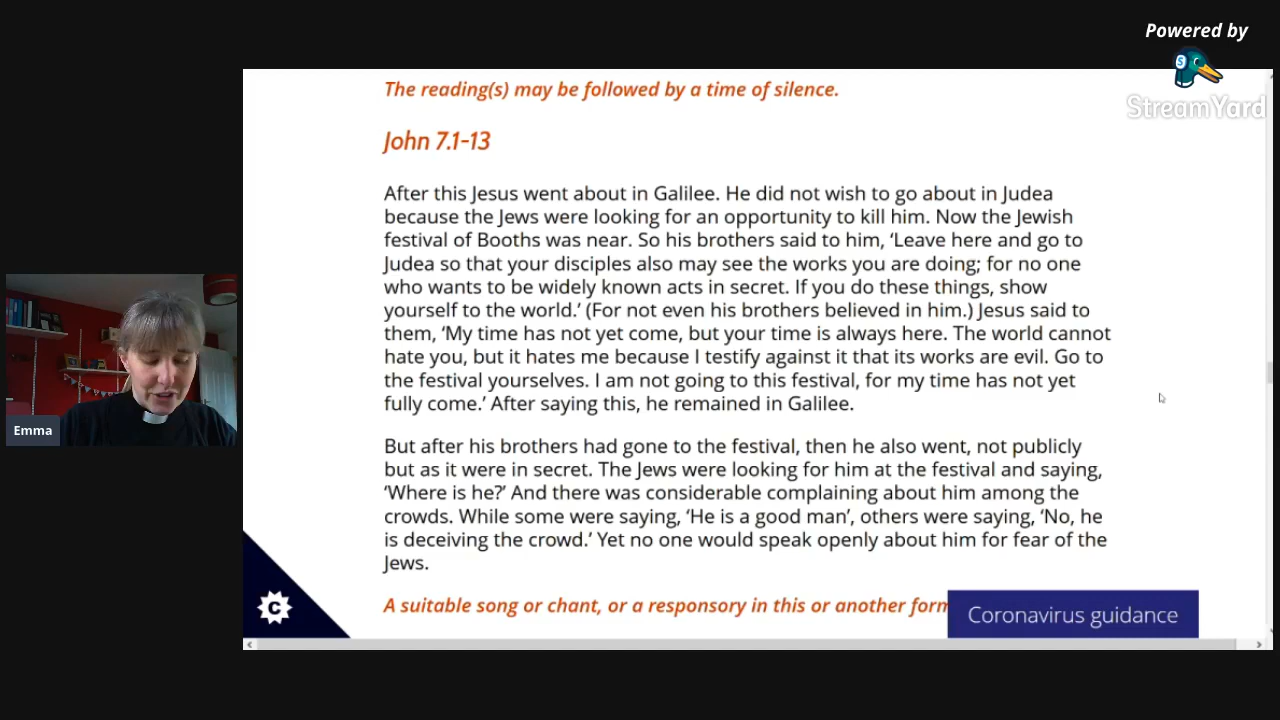 Powered by
StreamYard
The reading(s) may be followed by a time of silence.
John 7.1-13
After this Jesus went about in Galilee. He did not wish to go about in Judea
because the Jews were looking for an opportunity to kill him. Now the Jewish
festival of Booths was near. So his brothers said to him, ‘Leave here and go to
Judea so that your disciples also may see the works you are doing; for no one
who wants to be widely known acts in secret. If you do these things, show
yourself to the world.’ (For not even his brothers believed in him.) Jesus said to
them, ‘My time has not yet come, but your time is always here. The world cannot
hate you, but it hates me because I testify against it that its works are evil. Go to
the festival yourselves. I am not going to this festival, for my time has not yet
fully come.’ After saying this, he remained in Galilee.
But after his brothers had gone to the festival, then he also went, not publicly
but as it were in secret. The Jews were looking for him at the festival and saying,
‘Where is he?’ And there was considerable complaining about him among the
crowds. While some were saying, ‘He is a good man’, others were saying, ‘No, he
is deceiving the crowd.’ Yet no one would speak openly about him for fear of the
Jews.
A suitable song or chant, or a responsory in this or another form
Coronavirus guidance
C
Emma